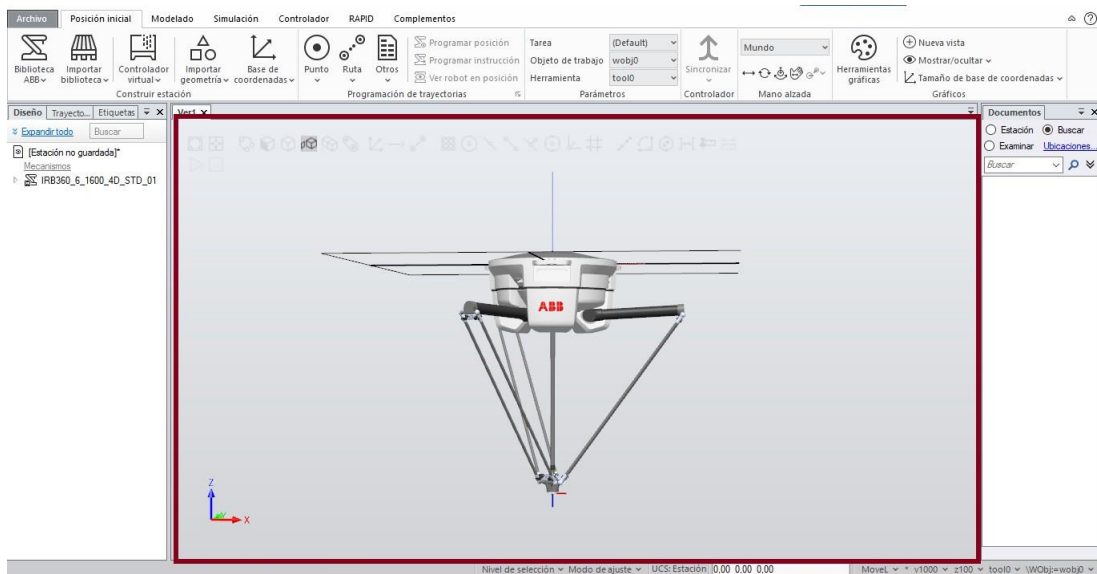 Archivo Posición inicial Modelado Simulación Controlador RAPID Complementos
Biblioteca ABB
Importar biblioteca
Controlador virtual
Importar geometría
Base de coordenadas
Construir estación
Punto
Ruta
Otros
Programar posición
Programar instrucción
Ver robot en posición
Programación de trayectorias
Tarea (Default)
Objeto de trabajo wobj0
Herramienta tool0
Parámetros
Sincronizar
Controlador
Mundo
Mano alzada
Herramientas gráficas
Nueva vista
Mostrar/ocultar
Tamaño de base de coordenadas
Gráficos
Diseño Trayecto... Etiquetas
Expandir todo Buscar
[Estación no guardada]*
Mecanismos
IRB360_6_1600_4D_STD_01
Ver1
ABB
Z
X
Documentos
Estación Buscar
Examinar Ubicaciones...
Buscar
Nivel de selección Modo de ajuste UCS: Estación 0,00 0,00 0,00 MoveL * v1000 z100 tool0 \WObj:=wobj0